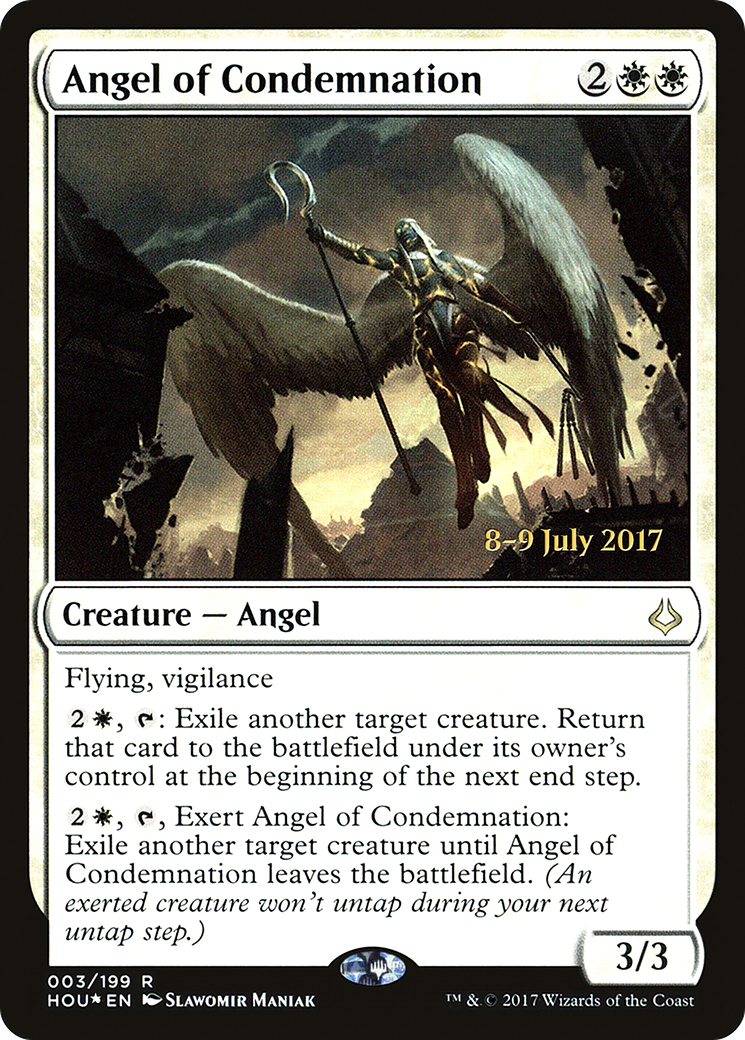 Angel of Condemnation 2
8–9 July 2017
Creature — Angel
Flying, vigilance
2, : Exile another target creature. Return
that card to the battlefield under its owner's
control at the beginning of the next end step.
2, , Exert Angel of Condemnation:
Exile another target creature until Angel of
Condemnation leaves the battlefield. (An
exerted creature won't untap during your next
untap step.)
3/3
003/199 R
HOU★EN Slawomir Maniak
™ & © 2017 Wizards of the Coast